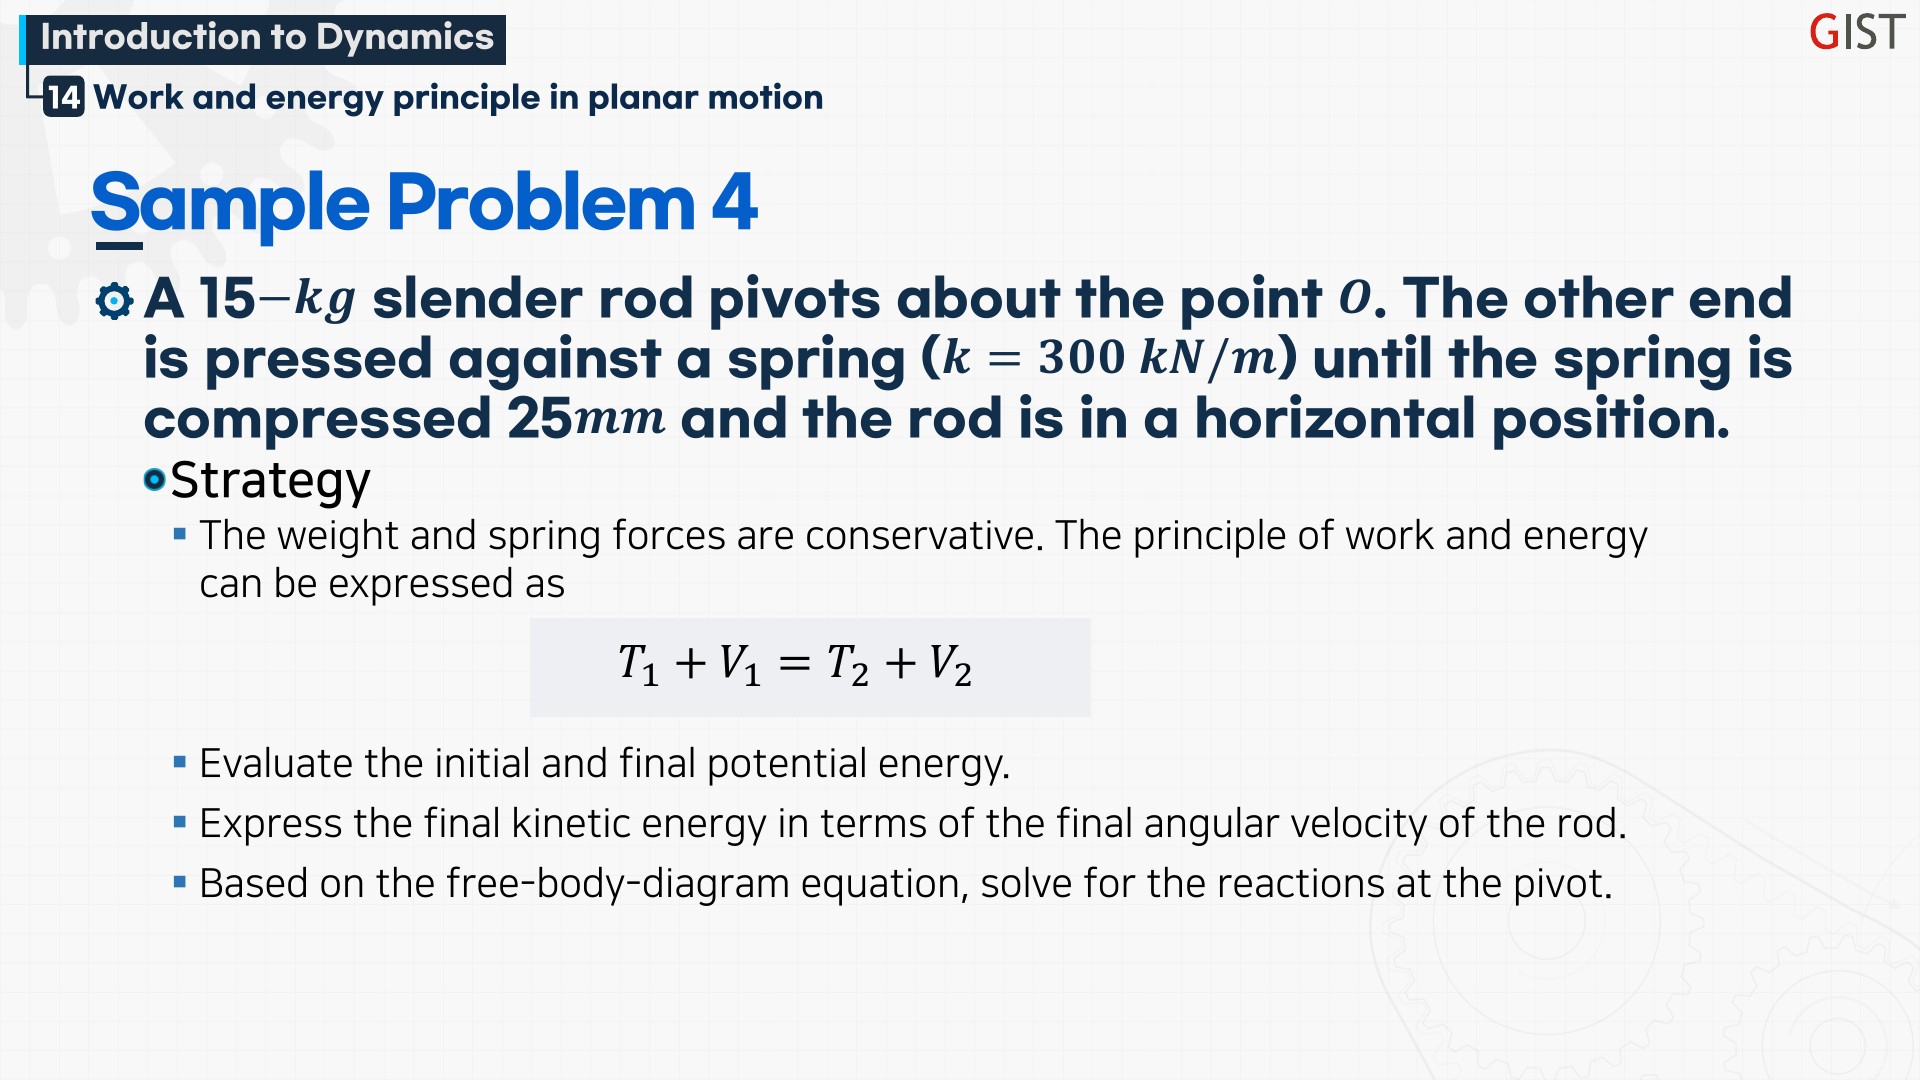 Introduction to Dynamics
GIST
14 Work and energy principle in planar motion
Sample Problem 4
A 15−kg slender rod pivots about the point O. The other end
is pressed against a spring (k = 300 kN/m) until the spring is
compressed 25mm and the rod is in a horizontal position.
Strategy
The weight and spring forces are conservative. The principle of work and energy
can be expressed as
T₁ + V₁ = T₂ + V₂
Evaluate the initial and final potential energy.
Express the final kinetic energy in terms of the final angular velocity of the rod.
Based on the free-body-diagram equation, solve for the reactions at the pivot.